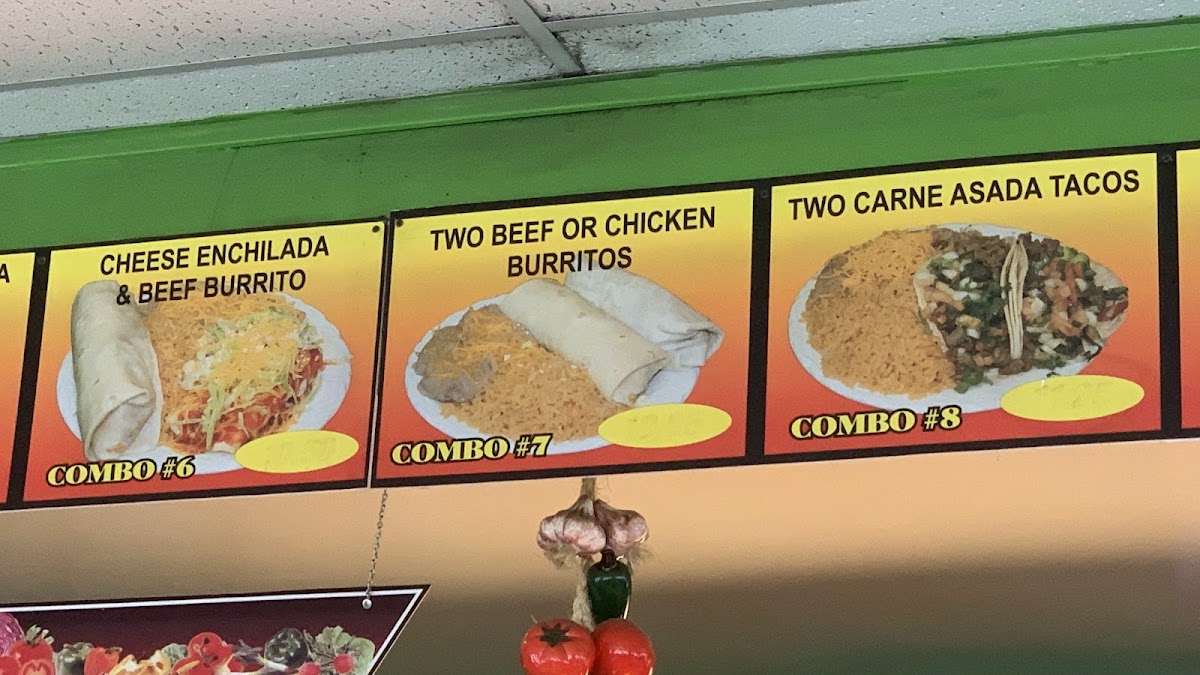 A
CHEESE ENCHILADA
& BEEF BURRITO
COMBO #6
TWO BEEF OR CHICKEN
BURRITOS
COMBO #7
TWO CARNE ASADA TACOS
COMBO #8